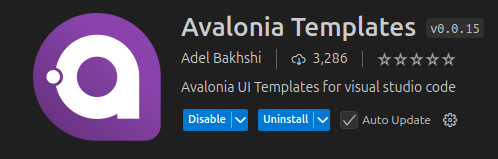 Avalonia Templates v0.0.15
Adel Bakhshi 3,286
Avalonia UI Templates for visual studio code
Disable Uninstall Auto Update